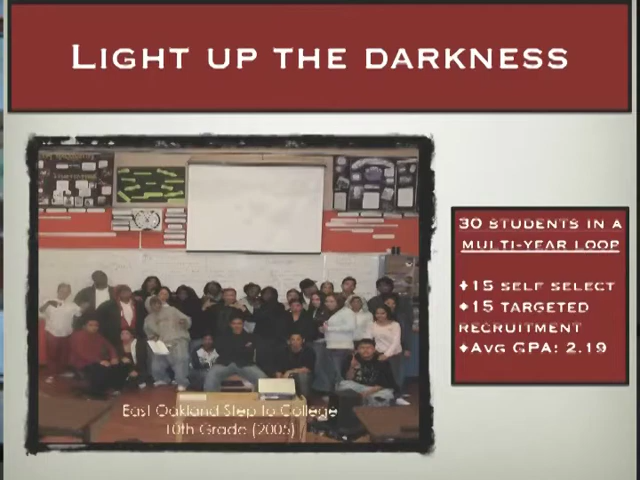 LIGHT UP THE DARKNESS
30 STUDENTS IN A
MULTI-YEAR LOOP
♦15 SELF SELECT
♦15 TARGETED
RECRUITMENT
♦AVG GPA: 2.19
East Oakland Step to College
10th Grade (2005)